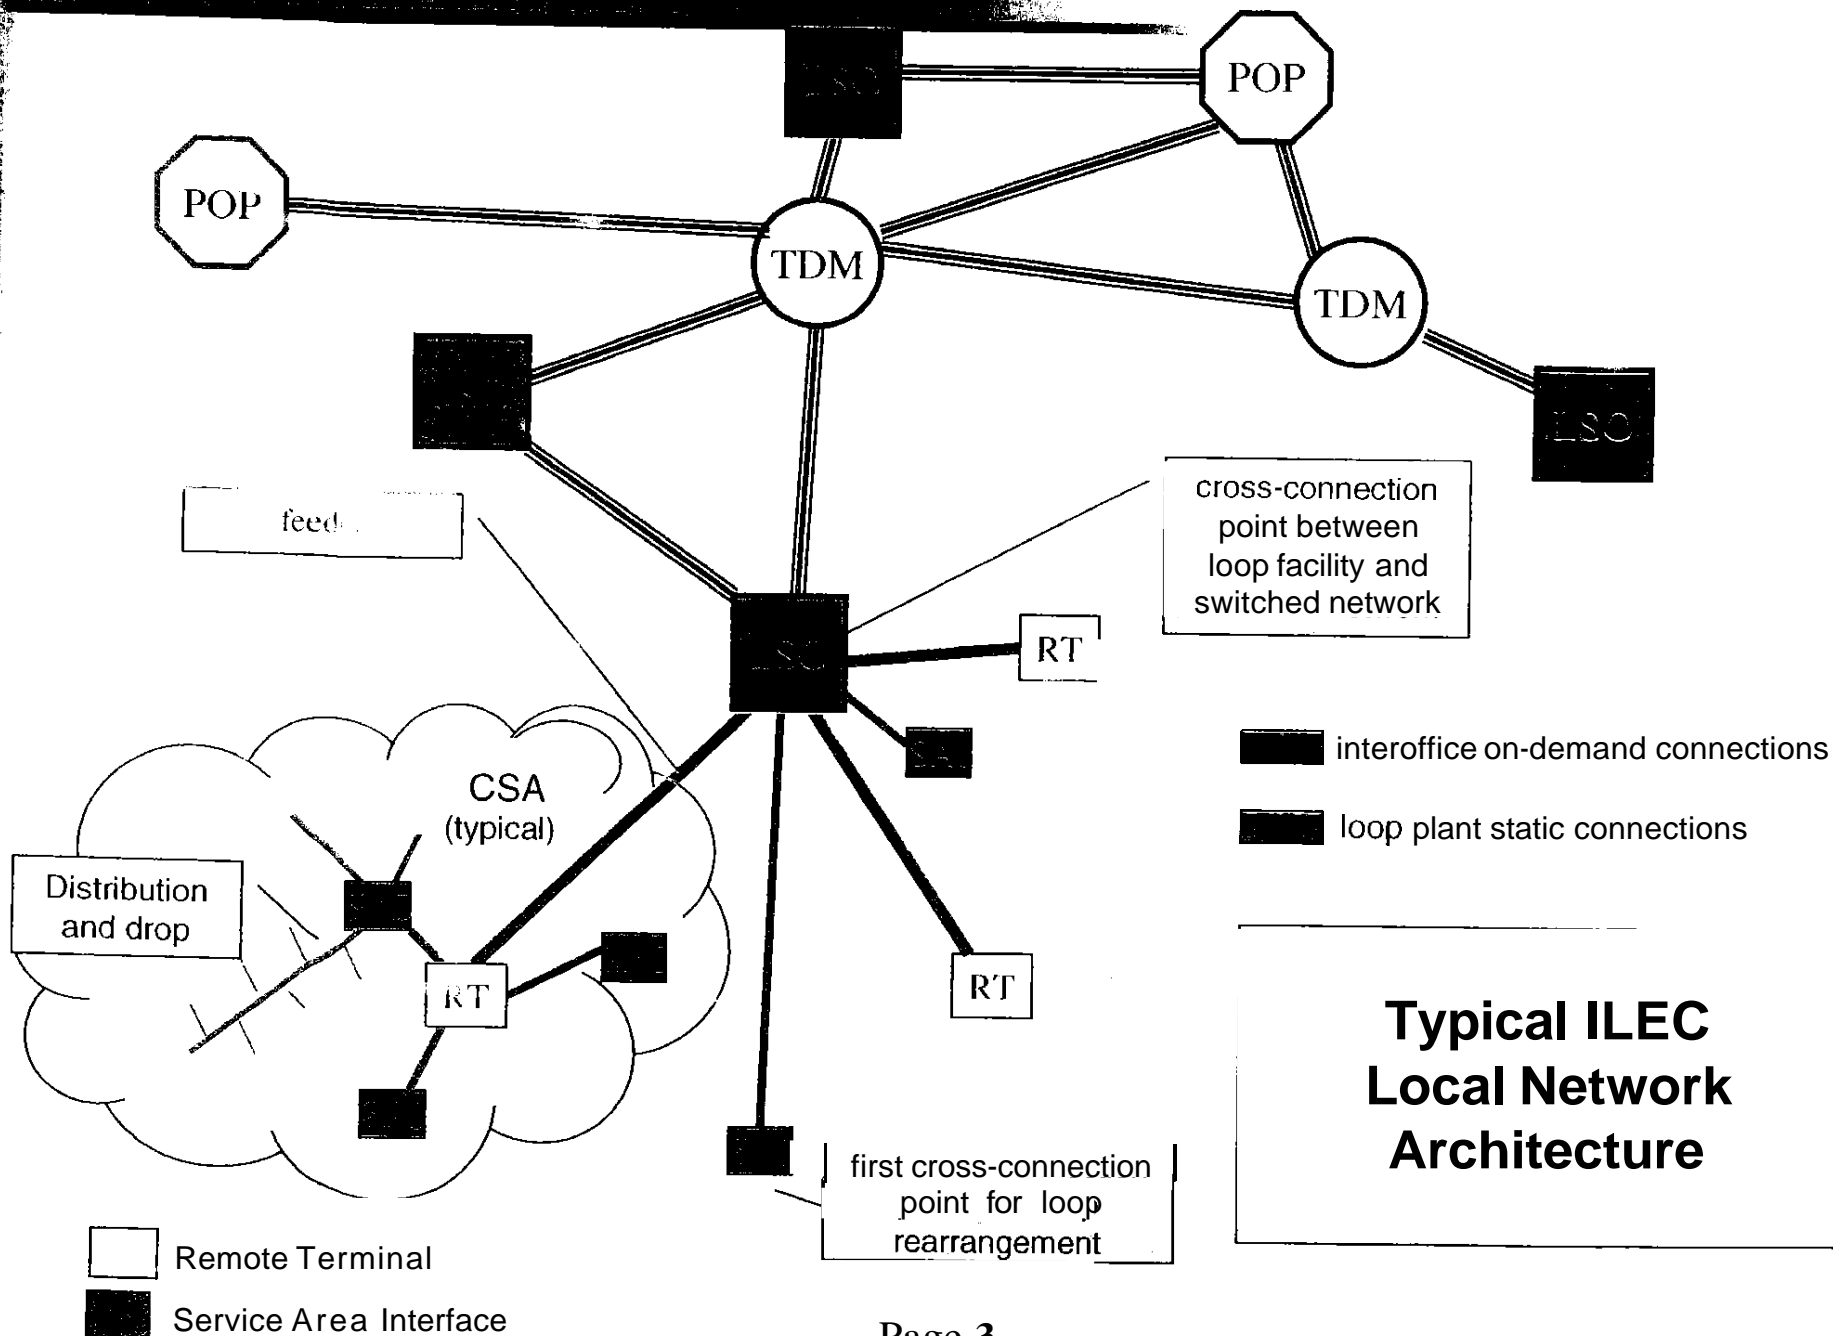 LSO
POP
POP
TDM
TDM
LSO
cross-connection
point between
loop facility and
switched network
LSO
RT
interoffice on-demand connections
CSA
(typical)
loop plant static connections
Distribution
and drop
RT
RT
Typical ILEC
Local Network
Architecture
first cross-connection
point for loop
rearrangement
Remote Terminal
Service Area Interface
Page 3